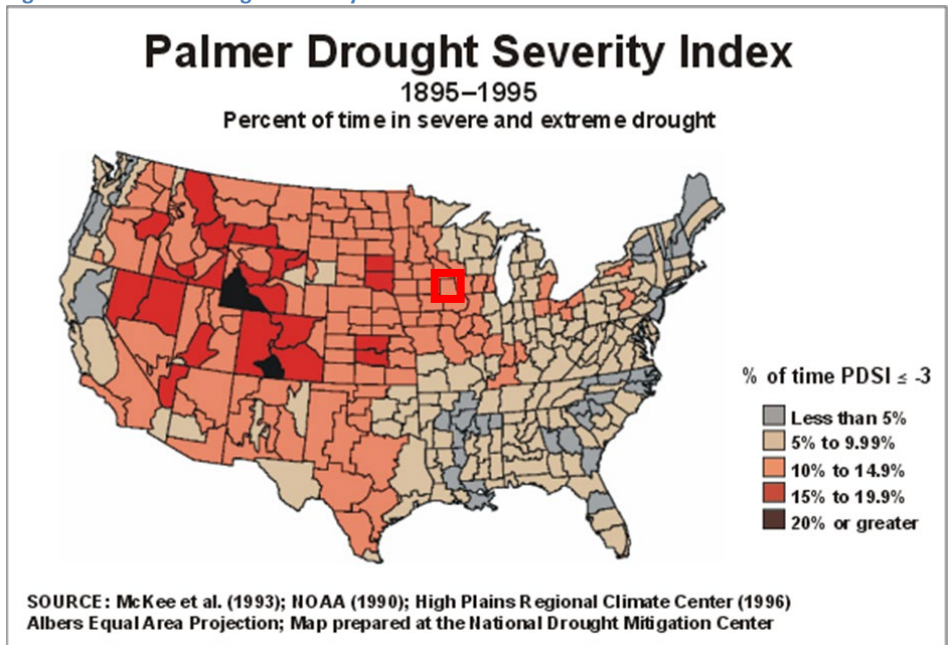 Palmer Drought Severity Index
1895–1995
Percent of time in severe and extreme drought
% of time PDSI ≤ -3
Less than 5%
5% to 9.99%
10% to 14.9%
15% to 19.9%
20% or greater
SOURCE: McKee et al. (1993); NOAA (1990); High Plains Regional Climate Center (1996)
Albers Equal Area Projection; Map prepared at the National Drought Mitigation Center